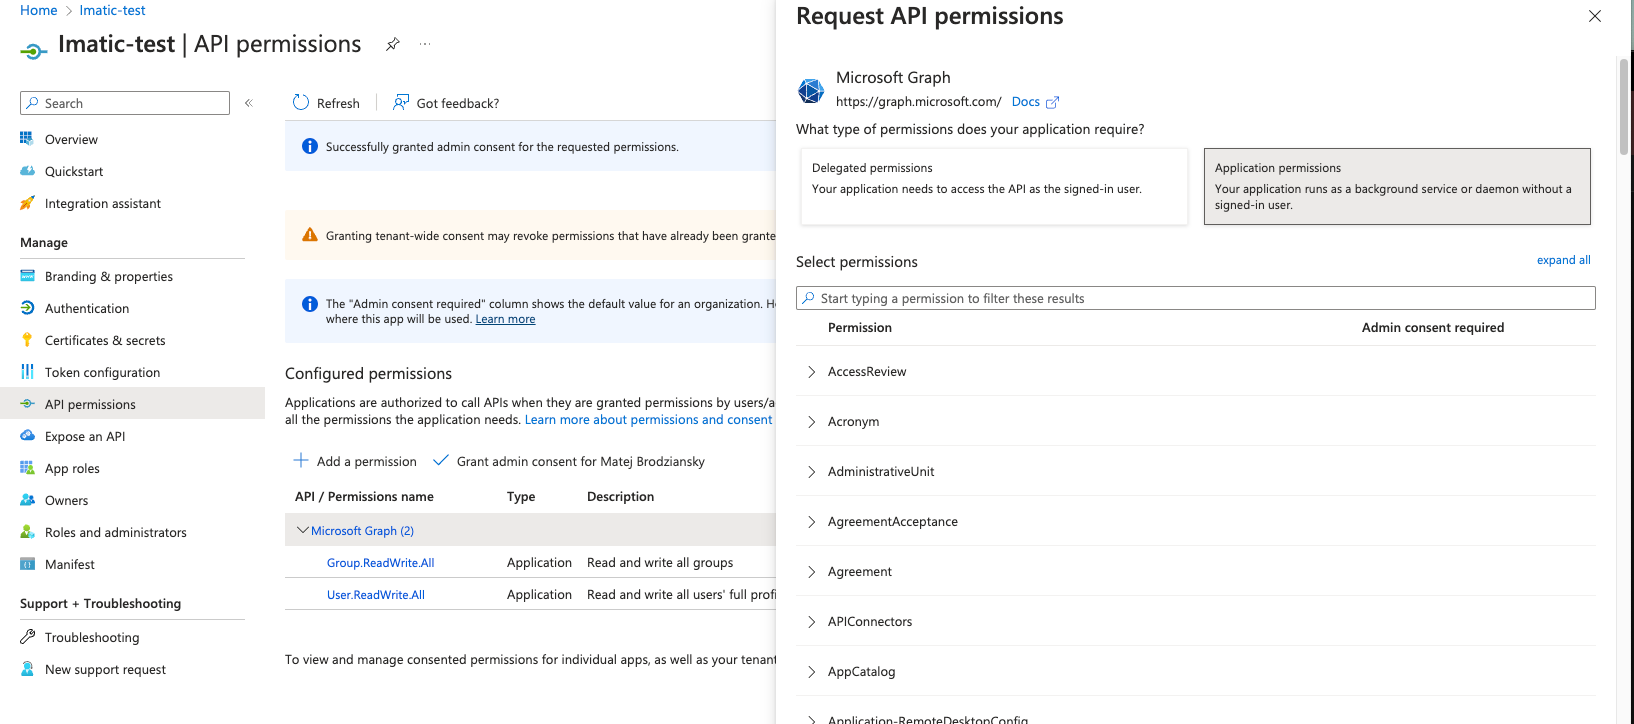 Home > Imatic-test
Imatic-test | API permissions
Search
Overview
Quickstart
Integration assistant
Manage
Branding & properties
Authentication
Certificates & secrets
Token configuration
API permissions
Expose an API
App roles
Owners
Roles and administrators
Manifest
Support + Troubleshooting
Troubleshooting
New support request
Refresh
Got feedback?
Successfully granted admin consent for the requested permissions.
Granting tenant-wide consent may revoke permissions that have already been grante
The "Admin consent required" column shows the default value for an organization. H
where this app will be used. Learn more
Configured permissions
Applications are authorized to call APIs when they are granted permissions by users/a
all the permissions the application needs. Learn more about permissions and consent
Add a permission
Grant admin consent for Matej Brodziansky
API / Permissions name Type Description
Microsoft Graph (2)
Group.ReadWrite.All Application Read and write all groups
User.ReadWrite.All Application Read and write all users' full profi
To view and manage consented permissions for individual apps, as well as your tenant
Request API permissions
Microsoft Graph
https://graph.microsoft.com/ Docs
What type of permissions does your application require?
Delegated permissions
Your application needs to access the API as the signed-in user.
Application permissions
Your application runs as a background service or daemon without a
signed-in user.
Select permissions
expand all
Start typing a permission to filter these results
Permission Admin consent required
AccessReview
Acronym
AdministrativeUnit
AgreementAcceptance
Agreement
APIConnectors
AppCatalog
Application-RemoteDesktopConfig